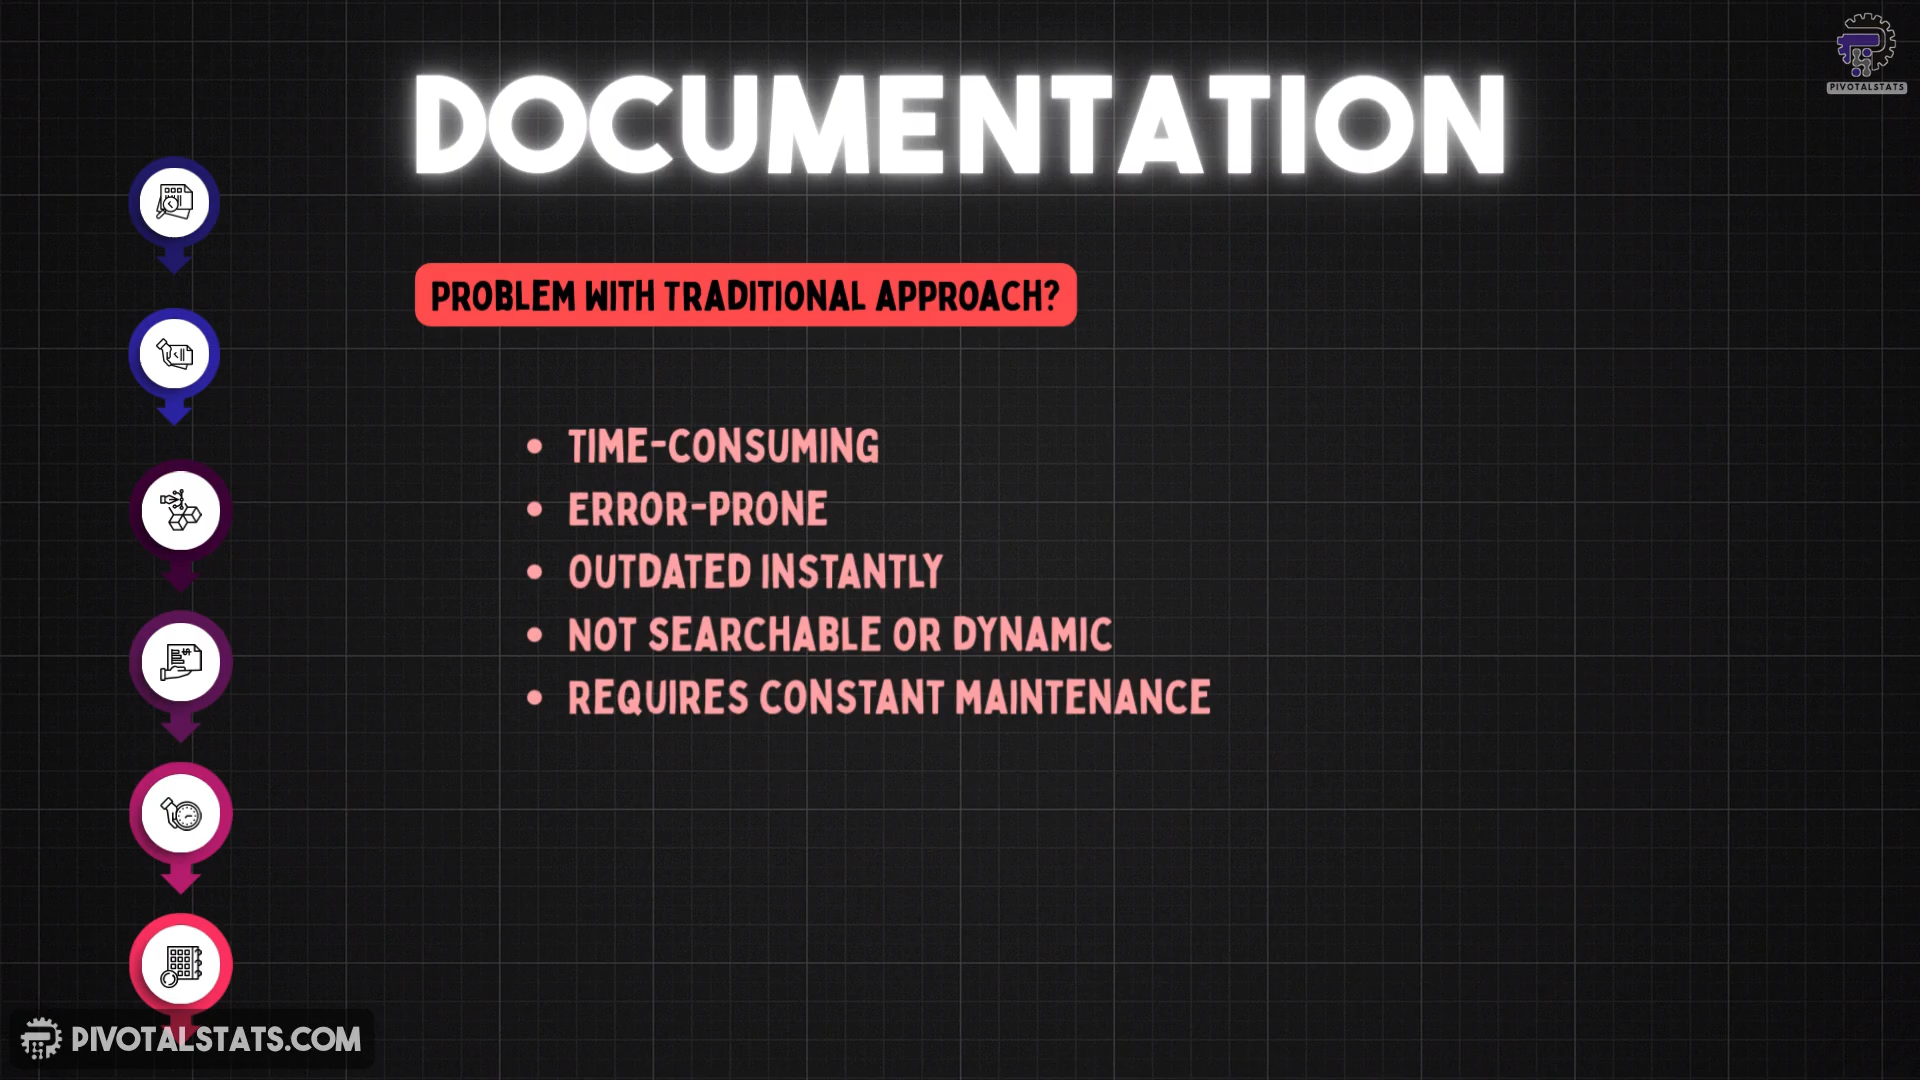 PIVOTALSTATS
DOCUMENTATION
PROBLEM WITH TRADITIONAL APPROACH?
• TIME-CONSUMING
• ERROR-PRONE
• OUTDATED INSTANTLY
• NOT SEARCHABLE OR DYNAMIC
• REQUIRES CONSTANT MAINTENANCE
PIVOTALSTATS.COM